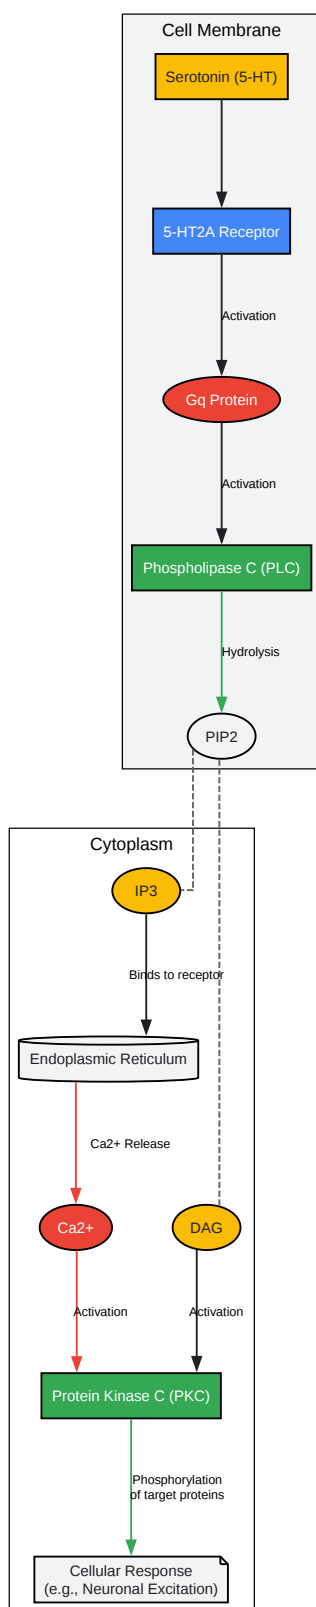 Cell Membrane
Serotonin (5-HT)
5-HT2A Receptor
Activation
Gq Protein
Activation
Phospholipase C (PLC)
Hydrolysis
PIP2
Cytoplasm
IP3
Binds to receptor
Endoplasmic Reticulum
Ca2+ Release
Ca2+
DAG
Activation
Activation
Protein Kinase C (PKC)
Phosphorylation
of target proteins
Cellular Response
(e.g., Neuronal Excitation)